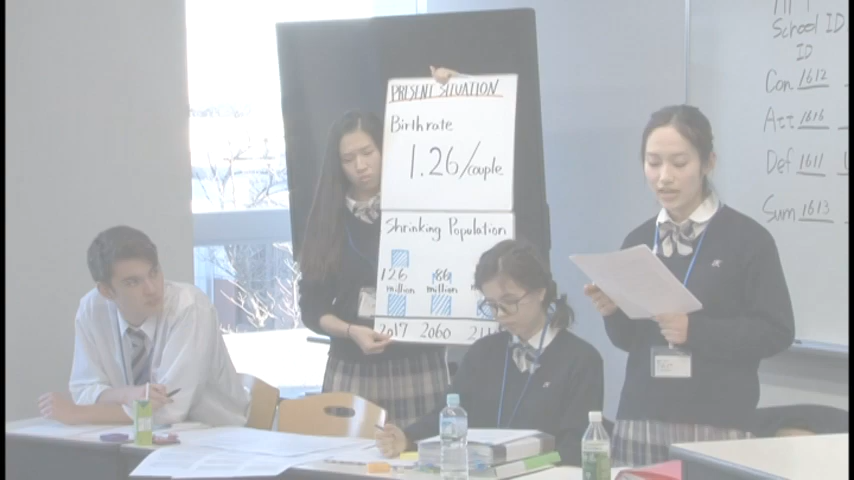 PRESENT SITUATION
Birthrate
1.26/couple
Shrinking Population
126 86
million million
2017 2060
School ID
ID
Con 1612
Att 1616
Def 1611
Sum 1613